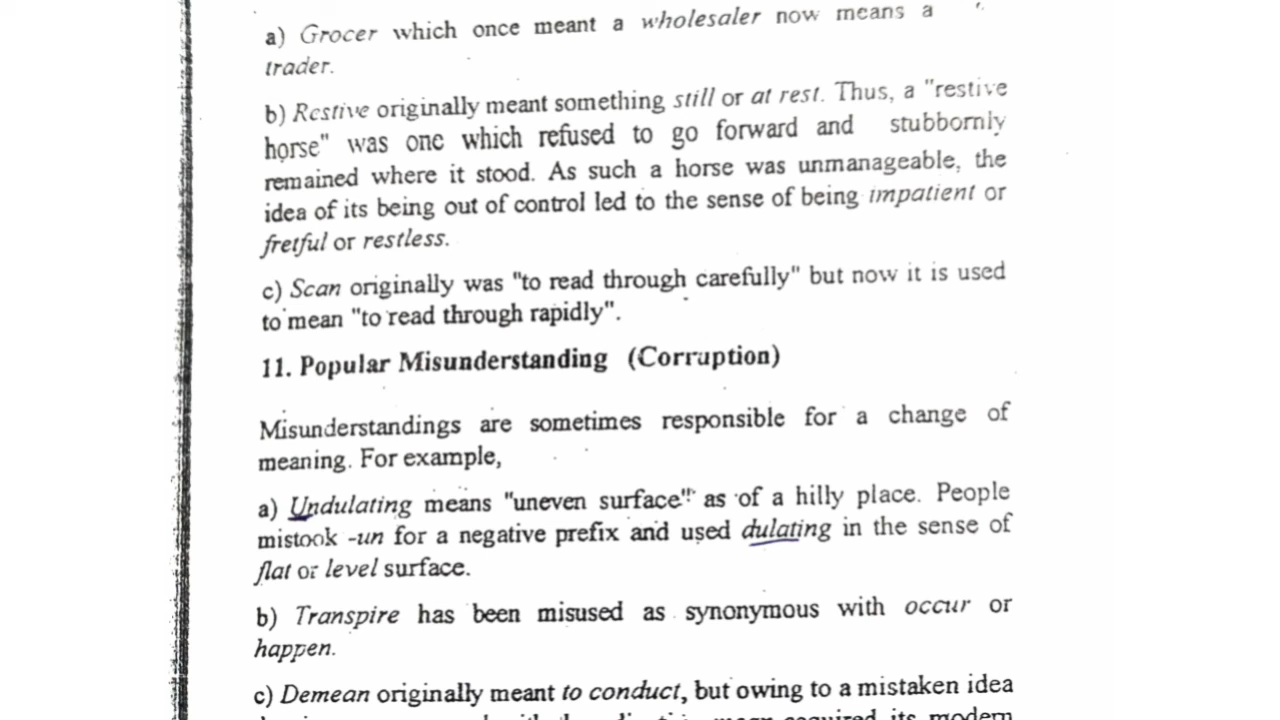 a) Grocer which once meant a wholesaler now means a
trader.
b) Restive originally meant something still or at rest. Thus, a "restive
horse" was one which refused to go forward and stubbornly
remained where it stood. As such a horse was unmanageable, the
idea of its being out of control led to the sense of being impatient or
fretful or restless.
c) Scan originally was "to read through carefully" but now it is used
to mean "to read through rapidly".
11. Popular Misunderstanding (Corruption)
Misunderstandings are sometimes responsible for a change of
meaning. For example,
a) Undulating means "uneven surface" as of a hilly place. People
mistook -un for a negative prefix and used dulating in the sense of
flat or level surface.
b) Transpire has been misused as synonymous with occur or
happen.
c) Demean originally meant to conduct, but owing to a mistaken idea
mean acquired its modern